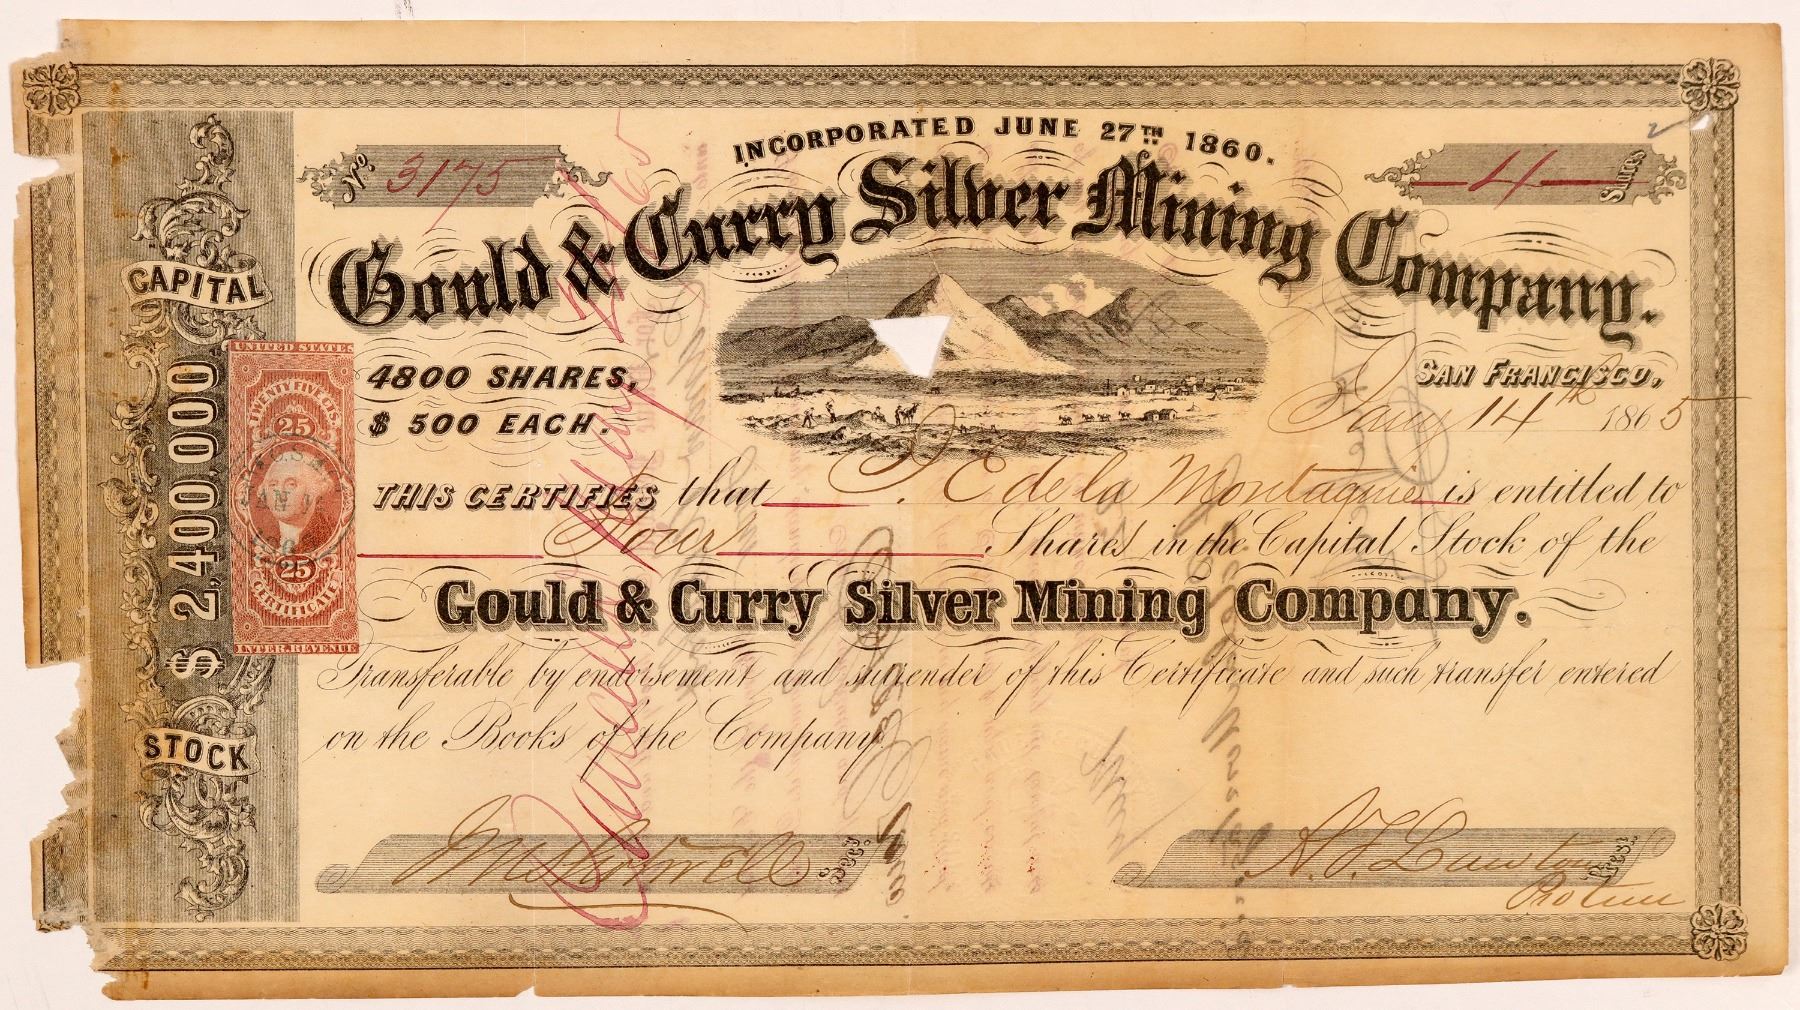 INCORPORATED JUNE 27TH 1860.
No 3175
4 Shares
Gould & Curry Silver Mining Company.
CAPITAL
$ 2,400,000
STOCK
UNITED STATES
TWENTY FIVE CTS
25
25
CERTIFICATE
INTER. REVENUE
4800 SHARES,
$ 500 EACH.
SAN FRANCISCO,
Jany 14th 1865
THIS CERTIFIES that de la Montagnie is entitled to
Four Shares in the Capital Stock of the
Gould & Curry Silver Mining Company.
Transferable by endorsement and surrender of this Certificate and such transfer entered
on the Books of the Company.
Secy.
Prest.
Pro tem